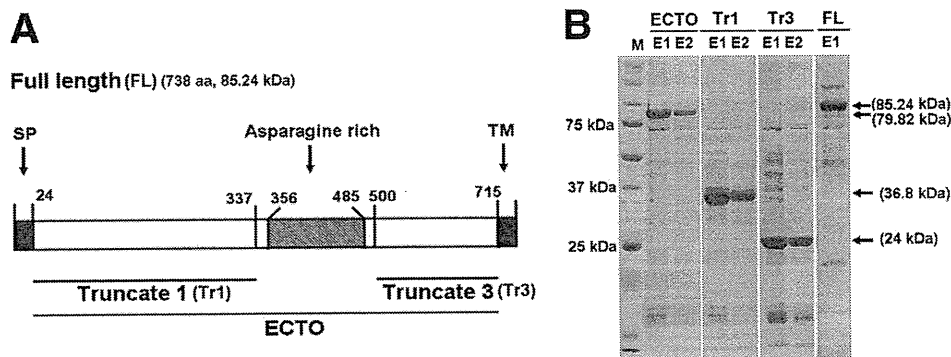 A
Full length (FL) (738 aa, 85.24 kDa)
SP
Asparagine rich
TM
24
337
356
485
500
715
Truncate 1 (Tr1)
Truncate 3 (Tr3)
ECTO
B
ECTO Tr1 Tr3 FL
M E1 E2 E1 E2 E1 E2 E1
75 kDa
37 kDa
25 kDa
(85.24 kDa)
(79.82 kDa)
(36.8 kDa)
(24 kDa)